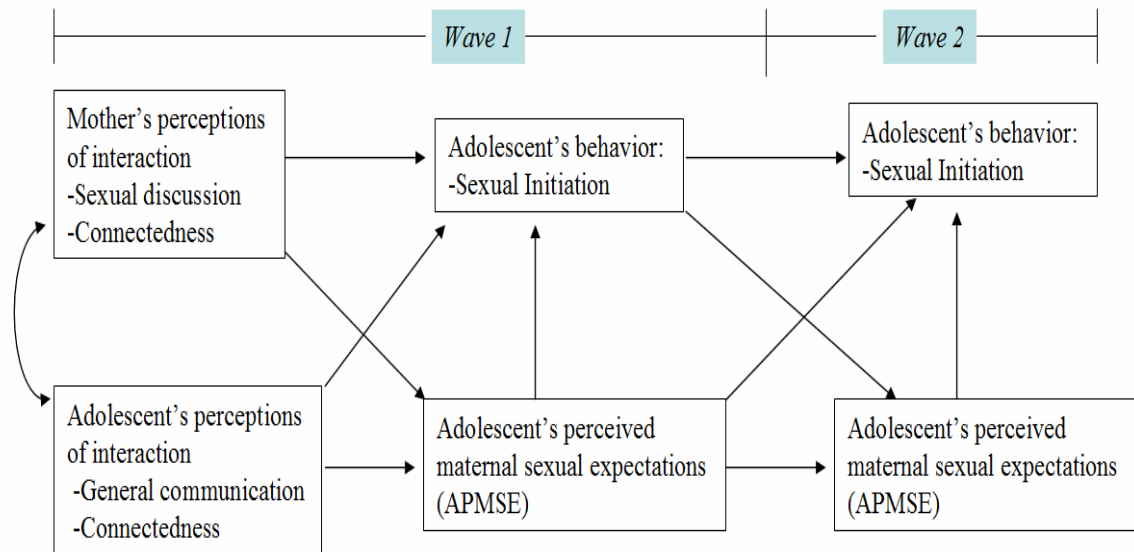 Wave 1
Wave 2
Mother’s perceptions
of interaction
-Sexual discussion
-Connectedness
Adolescent’s behavior:
-Sexual Initiation
Adolescent’s behavior:
-Sexual Initiation
Adolescent’s perceptions
of interaction
-General communication
-Connectedness
Adolescent’s perceived
maternal sexual expectations
(APMSE)
Adolescent’s perceived
maternal sexual expectations
(APMSE)